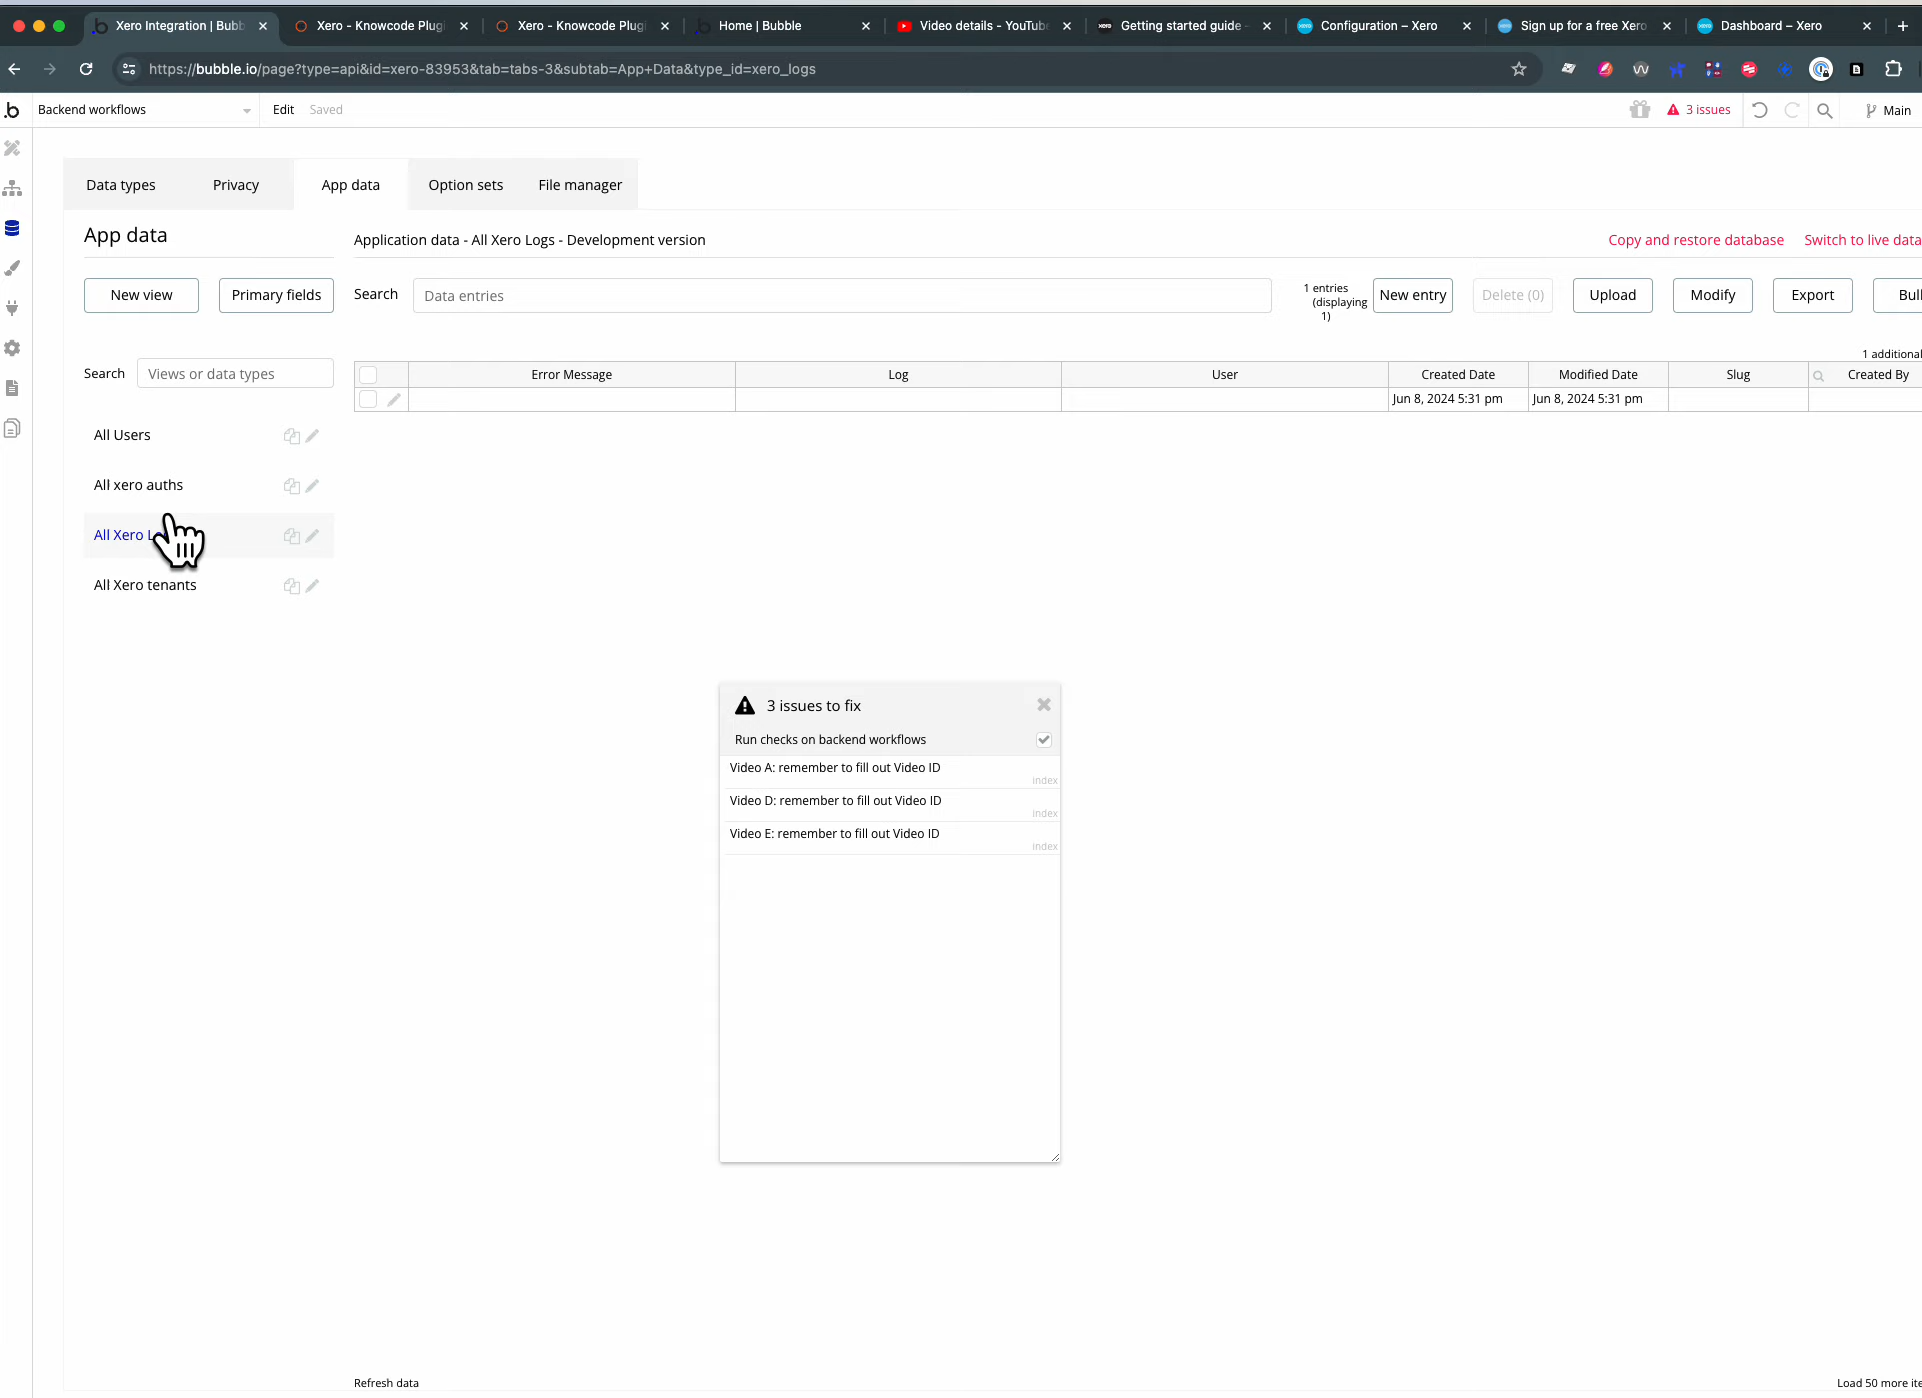 Xero Integration | Bubb
Xero - Knowcode Plugi
Xero - Knowcode Plugi
Home | Bubble
Video details - YouTube
Getting started guide -
Configuration – Xero
Sign up for a free Xero
Dashboard – Xero
https://bubble.io/page?type=api&id=xero-83953&tab=tabs-3&subtab=App+Data&type_id=xero_logs
Backend workflows
Edit
Saved
3 issues
Main
Data types
Privacy
App data
Option sets
File manager
App data
Application data - All Xero Logs - Development version
Copy and restore database
Switch to live data
New view
Primary fields
Search
Data entries
1 entries
(displaying
1)
New entry
Delete (0)
Upload
Modify
Export
Bul
1 additional
Search
Views or data types
Error Message
Log
User
Created Date
Modified Date
Slug
Created By
Jun 8, 2024 5:31 pm
Jun 8, 2024 5:31 pm
All Users
All xero auths
All Xero L
All Xero tenants
3 issues to fix
Run checks on backend workflows
Video A: remember to fill out Video ID
index
Video D: remember to fill out Video ID
index
Video E: remember to fill out Video ID
index
Refresh data
Load 50 more ite